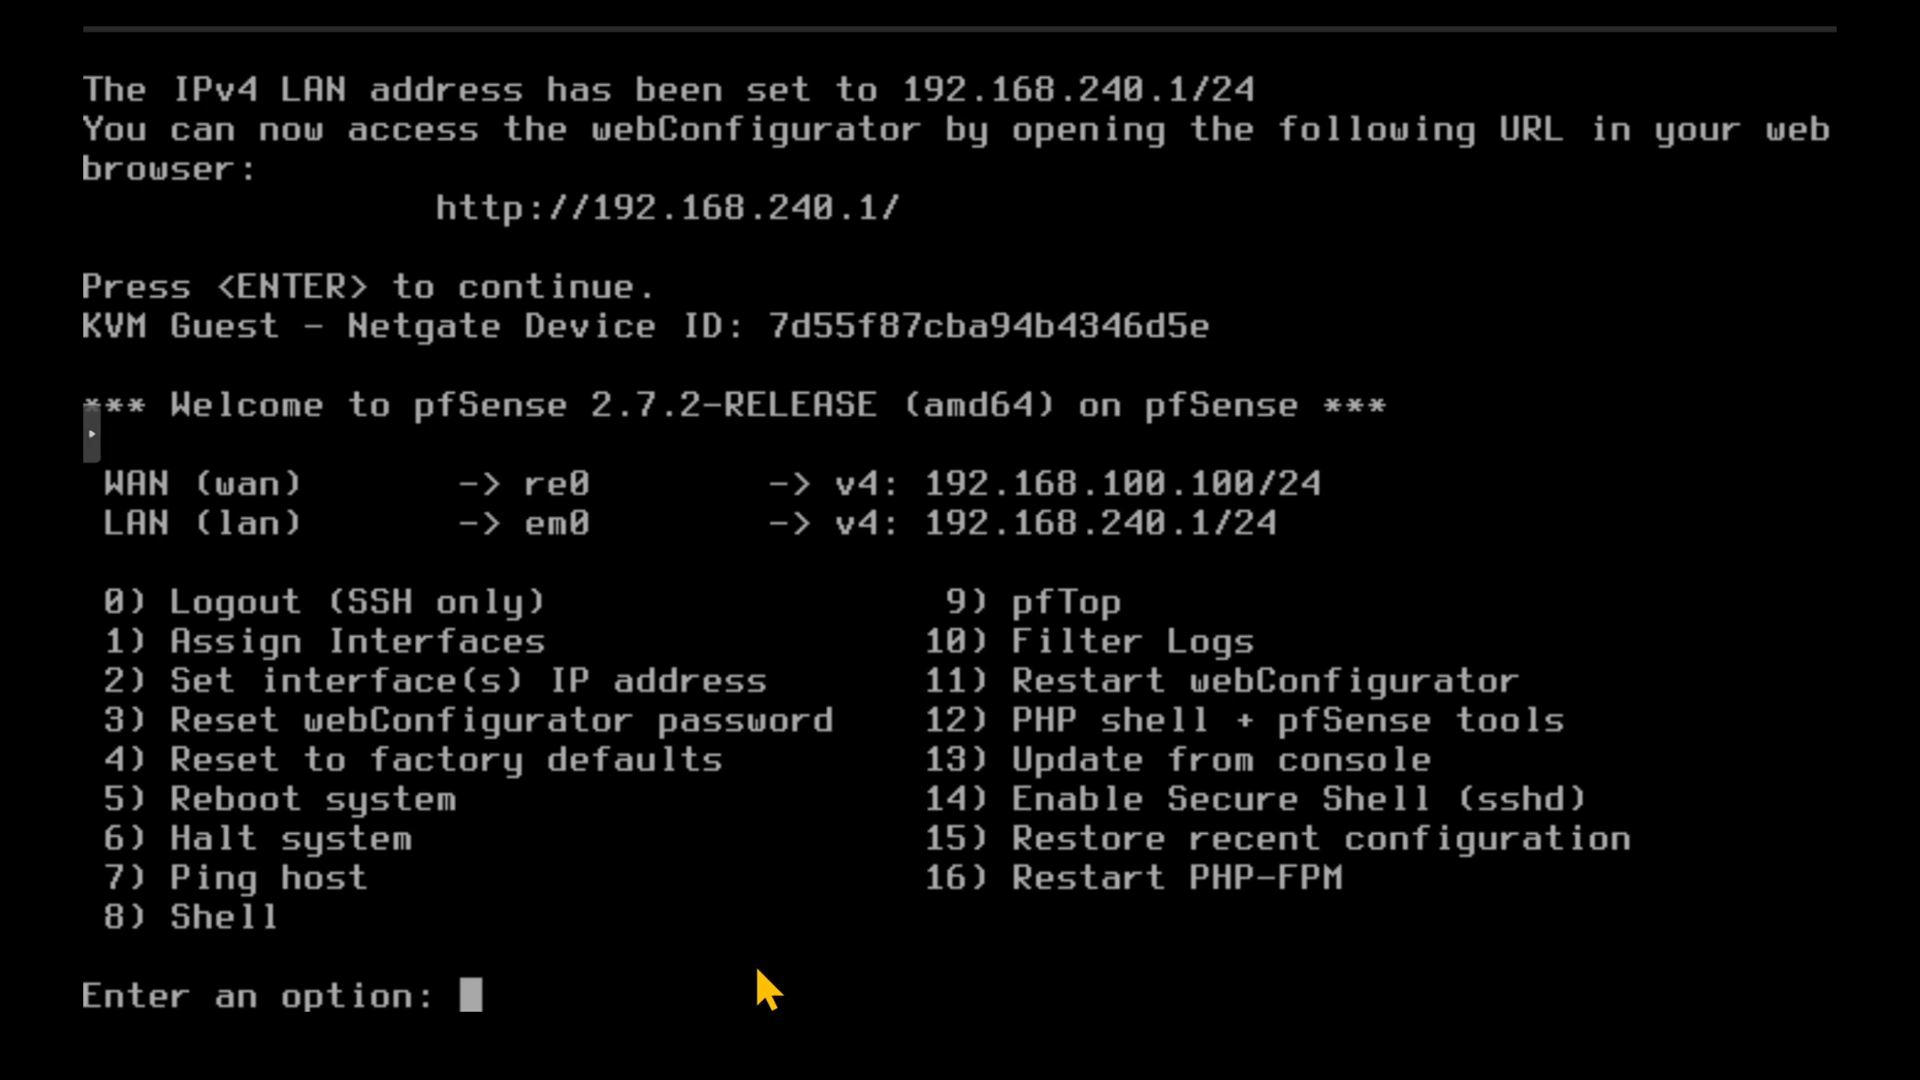 The IPv4 LAN address has been set to 192.168.240.1/24
You can now access the webConfigurator by opening the following URL in your web
browser:
http://192.168.240.1/
Press <ENTER> to continue.
KVM Guest - Netgate Device ID: 7d55f87cba94b4346d5e
*** Welcome to pfSense 2.7.2-RELEASE (amd64) on pfSense ***
WAN (wan) -> re0 -> v4: 192.168.100.100/24
LAN (lan) -> em0 -> v4: 192.168.240.1/24
0) Logout (SSH only) 9) pfTop
1) Assign Interfaces 10) Filter Logs
2) Set interface(s) IP address 11) Restart webConfigurator
3) Reset webConfigurator password 12) PHP shell + pfSense tools
4) Reset to factory defaults 13) Update from console
5) Reboot system 14) Enable Secure Shell (sshd)
6) Halt system 15) Restore recent configuration
7) Ping host 16) Restart PHP-FPM
8) Shell
Enter an option: